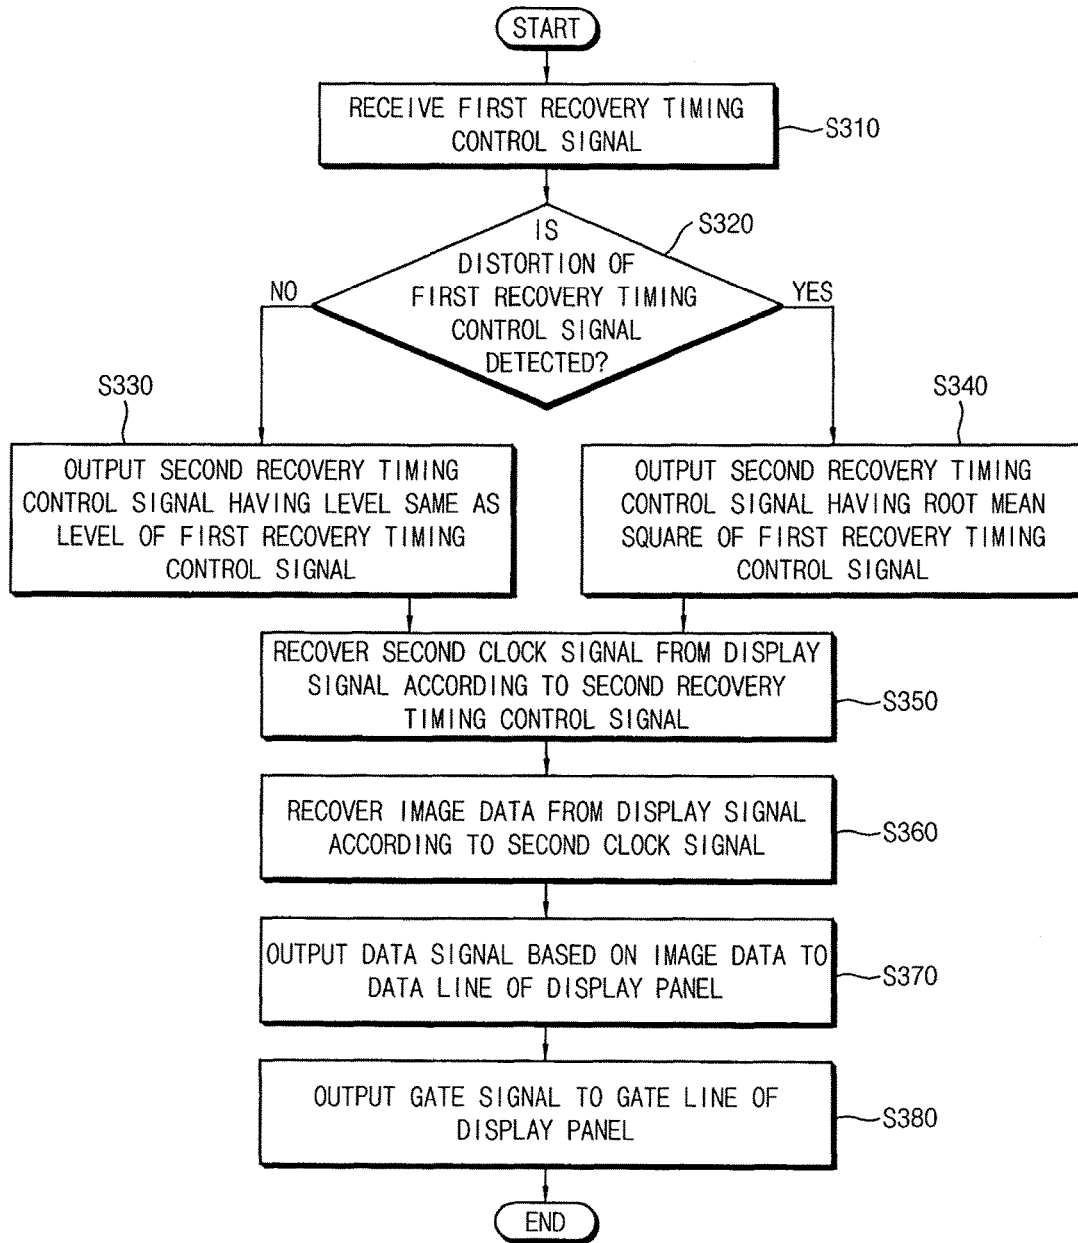 START
RECEIVE FIRST RECOVERY TIMING
CONTROL SIGNAL
S310
IS
DISTORTION OF
FIRST RECOVERY TIMING
CONTROL SIGNAL
DETECTED?
S320
NO
YES
S330
OUTPUT SECOND RECOVERY TIMING
CONTROL SIGNAL HAVING LEVEL SAME AS
LEVEL OF FIRST RECOVERY TIMING
CONTROL SIGNAL
S340
OUTPUT SECOND RECOVERY TIMING
CONTROL SIGNAL HAVING ROOT MEAN
SQUARE OF FIRST RECOVERY TIMING
CONTROL SIGNAL
RECOVER SECOND CLOCK SIGNAL FROM DISPLAY
SIGNAL ACCORDING TO SECOND RECOVERY
TIMING CONTROL SIGNAL
S350
RECOVER IMAGE DATA FROM DISPLAY SIGNAL
ACCORDING TO SECOND CLOCK SIGNAL
S360
OUTPUT DATA SIGNAL BASED ON IMAGE DATA TO
DATA LINE OF DISPLAY PANEL
S370
OUTPUT GATE SIGNAL TO GATE LINE OF
DISPLAY PANEL
S380
END